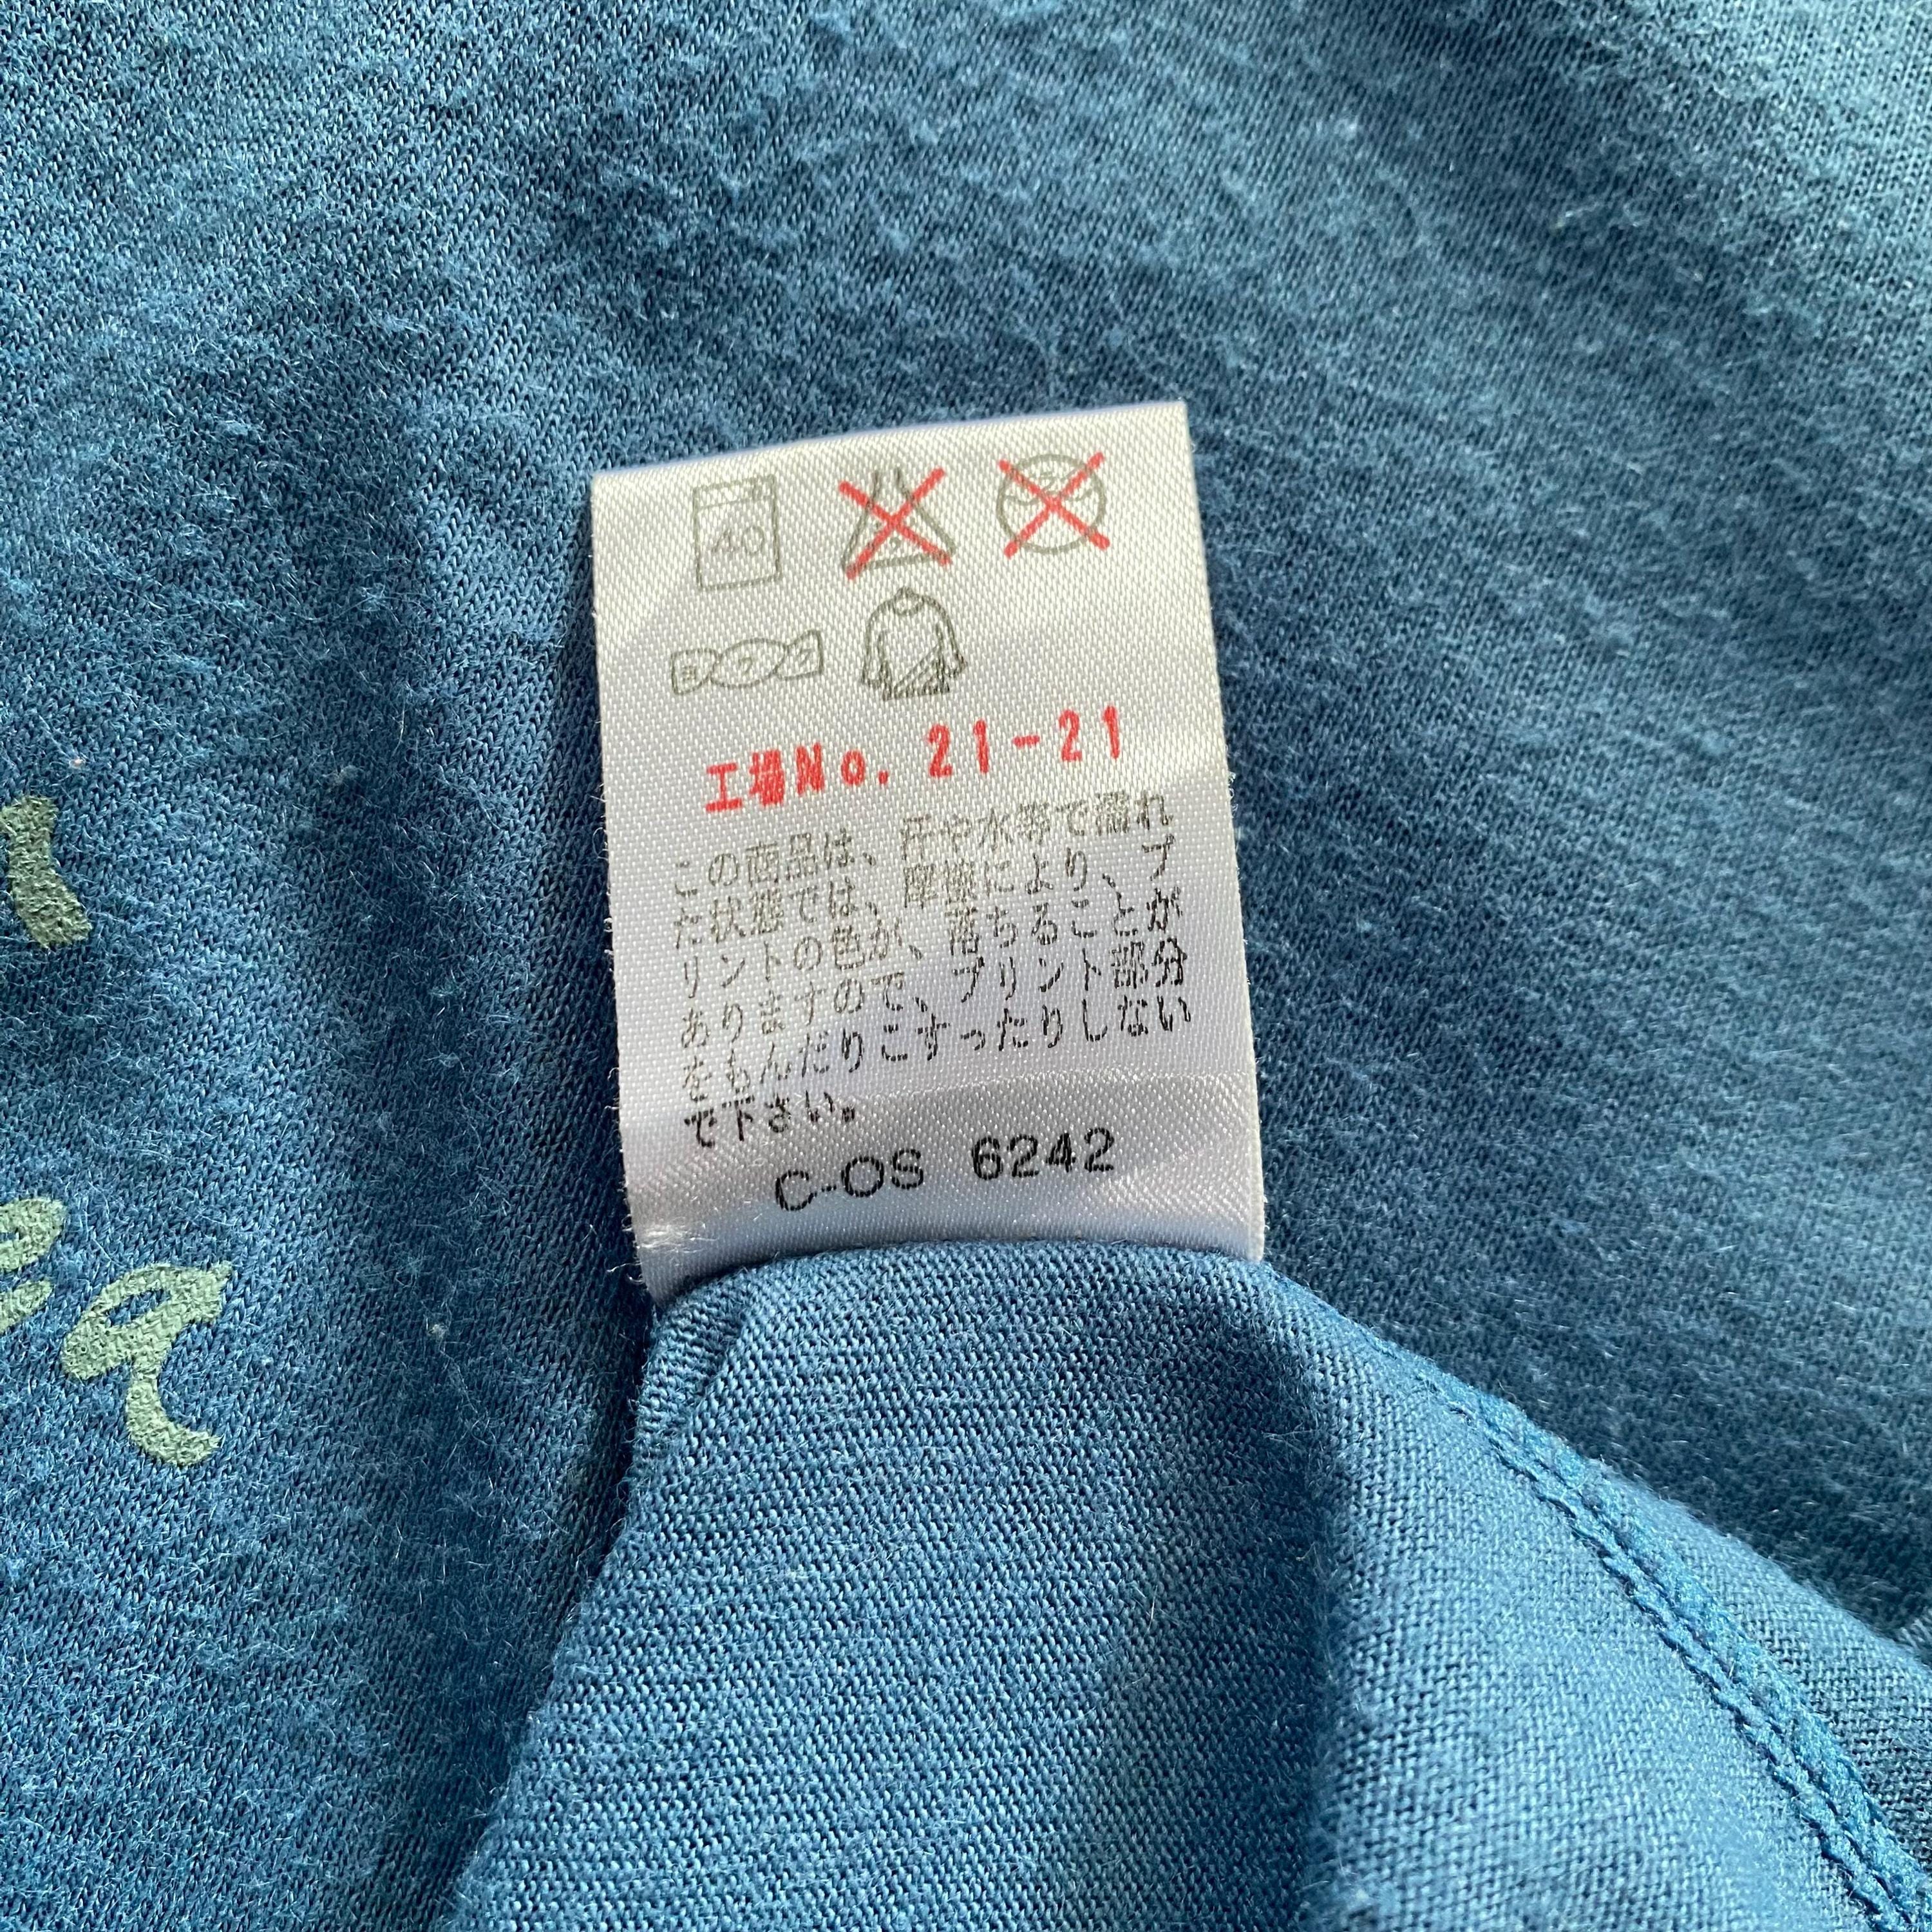 40
ヨワク
工場No. 21-21
この商品は、汗や水等で濡れ
た状態では、摩擦により、プ
リントの色が、落ちることが
ありますので、プリント部分
をもんだりこすったりしない
で下さい。
C-OS 6242